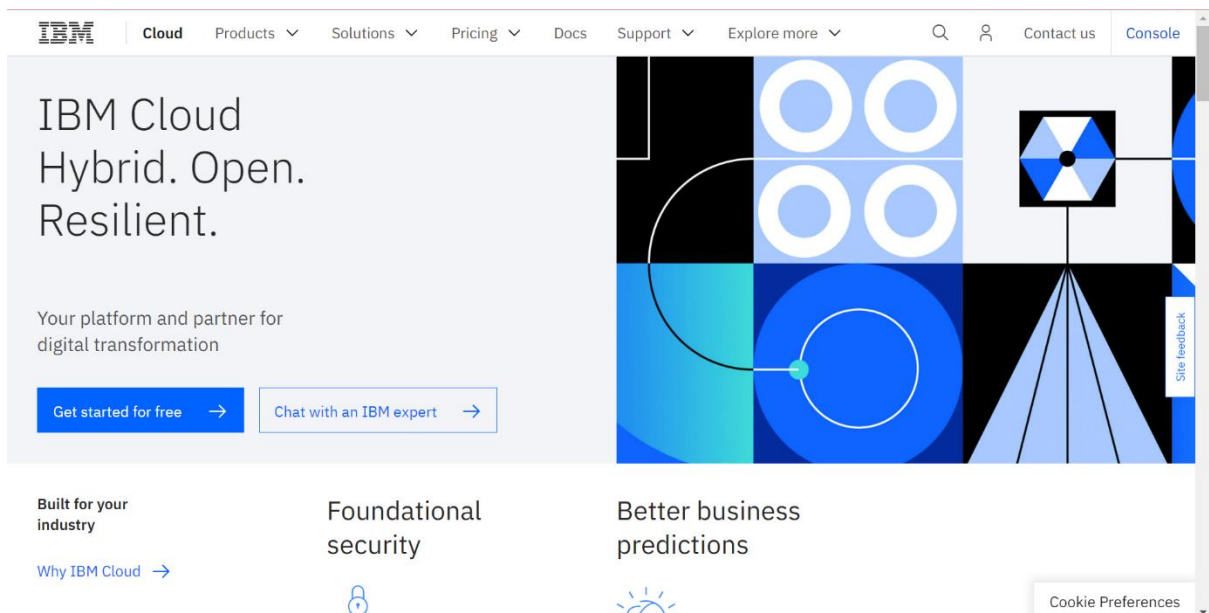 IBM Cloud Products Solutions Pricing Docs Support Explore more Contact us Console
IBM Cloud
Hybrid. Open.
Resilient.
Your platform and partner for
digital transformation
Get started for free → Chat with an IBM expert →
Site feedback
Built for your
industry
Why IBM Cloud →
Foundational
security
Better business
predictions
Cookie Preferences